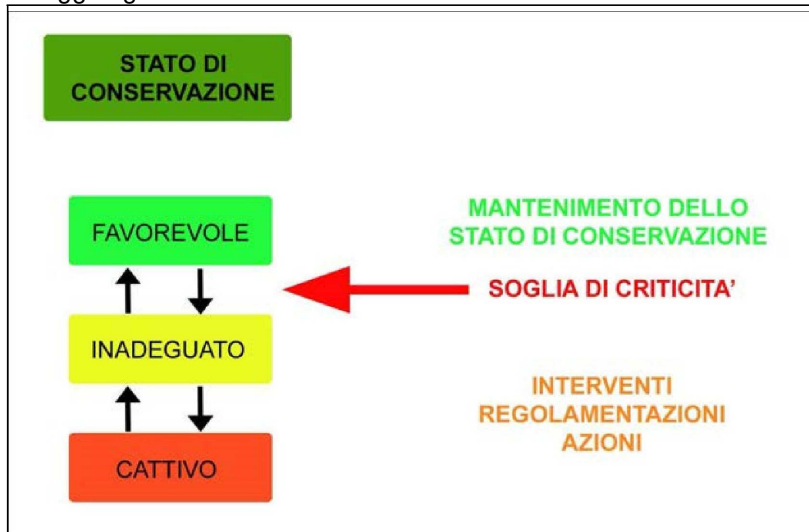 STATO DI
CONSERVAZIONE
FAVOREVOLE
MANTENIMENTO DELLO
STATO DI CONSERVAZIONE
SOGLIA DI CRITICITA'
INADEGUATO
INTERVENTI
REGOLAMENTAZIONI
AZIONI
CATTIVO